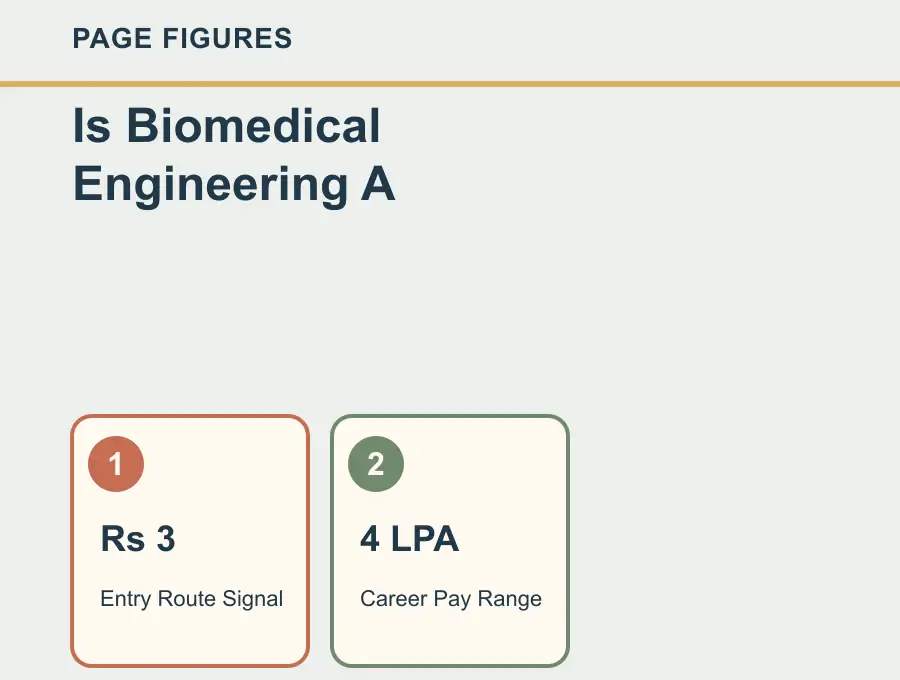 PAGE FIGURES
Is Biomedical
Engineering A
1
Rs 3
Entry Route Signal
2
4 LPA
Career Pay Range